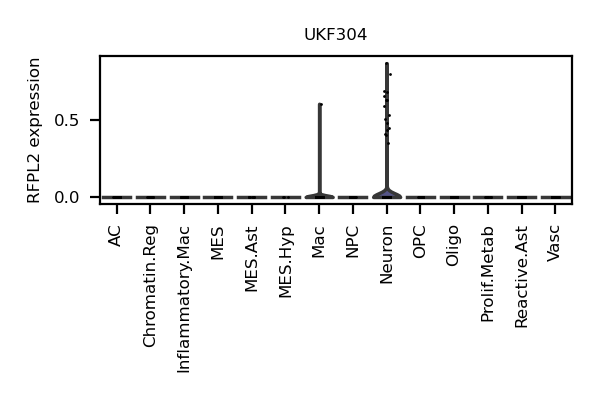 UKF304
RFPL2 expression
0.5
0.0
AC
Chromatin.Reg
Inflammatory.Mac
MES
MES.Ast
MES.Hyp
Mac
NPC
Neuron
OPC
Oligo
Prolif.Metab
Reactive.Ast
Vasc